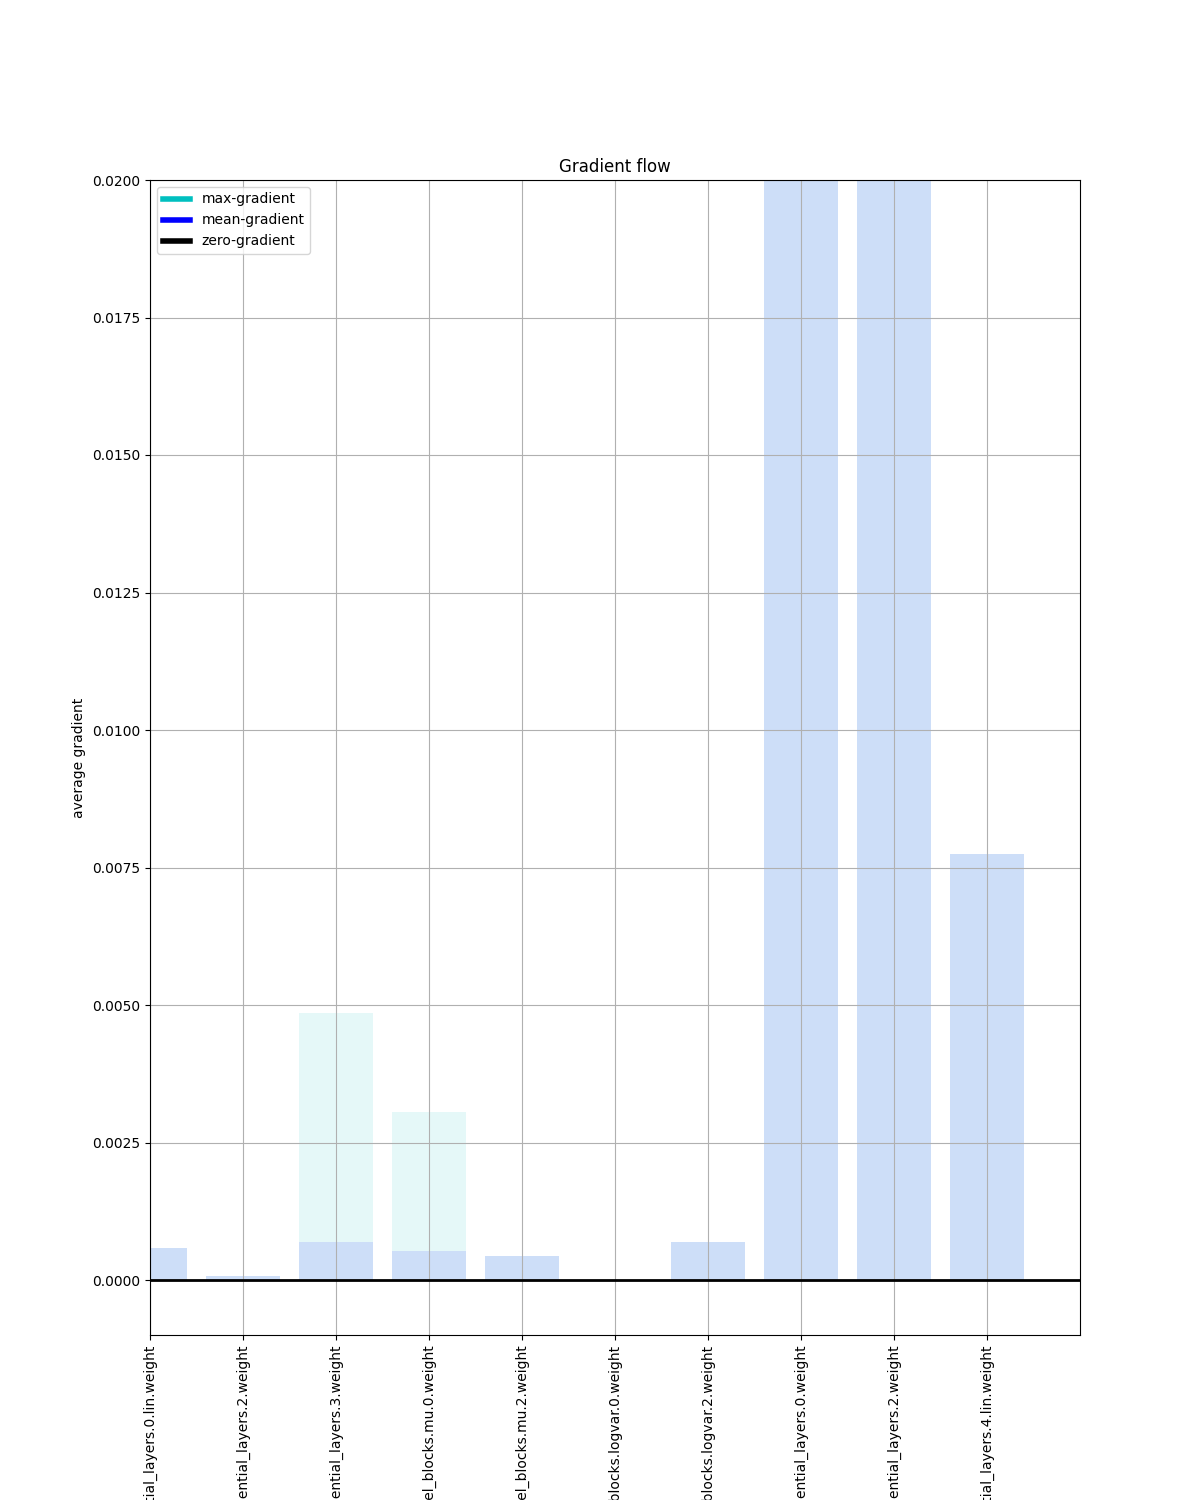 Gradient flow
max-gradient
mean-gradient
zero-gradient
0.0200
0.0175
0.0150
0.0125
0.0100
0.0075
0.0050
0.0025
0.0000
average gradient
tial_layers.0.lin.weight
ential_layers.2.weight
ential_layers.3.weight
el_blocks.mu.0.weight
el_blocks.mu.2.weight
blocks.logvar.0.weight
blocks.logvar.2.weight
ential_layers.0.weight
ential_layers.2.weight
tial_layers.4.lin.weight